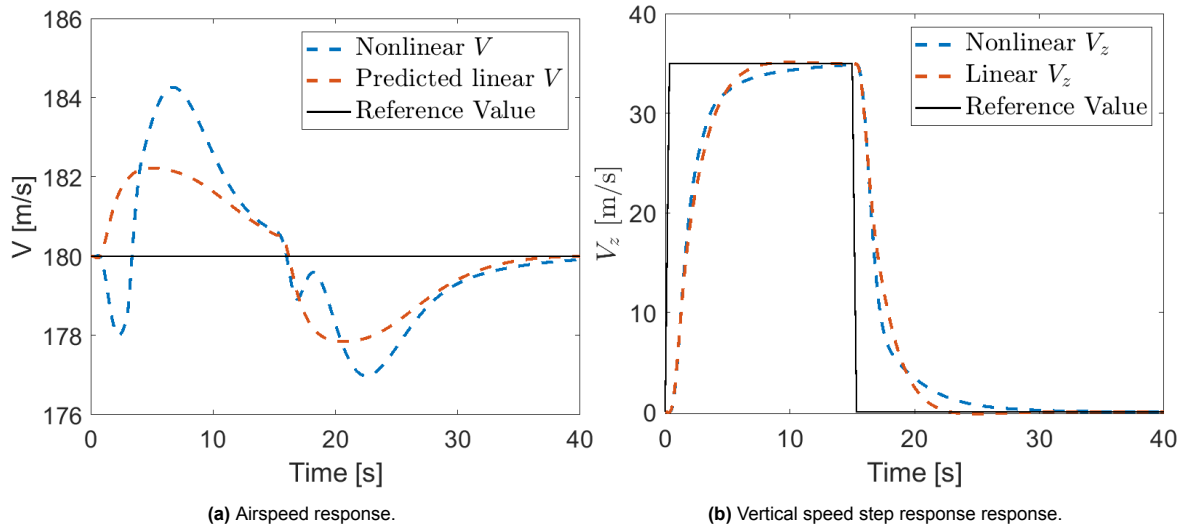 186
184
182
180
178
176
V [m/s]
Nonlinear V
Predicted linear V
Reference Value
0
10
20
30
40
Time [s]
(a) Airspeed response.
40
30
20
10
0
V_z [m/s]
Nonlinear V_z
Linear V_z
Reference Value
0
10
20
30
40
Time [s]
(b) Vertical speed step response response.